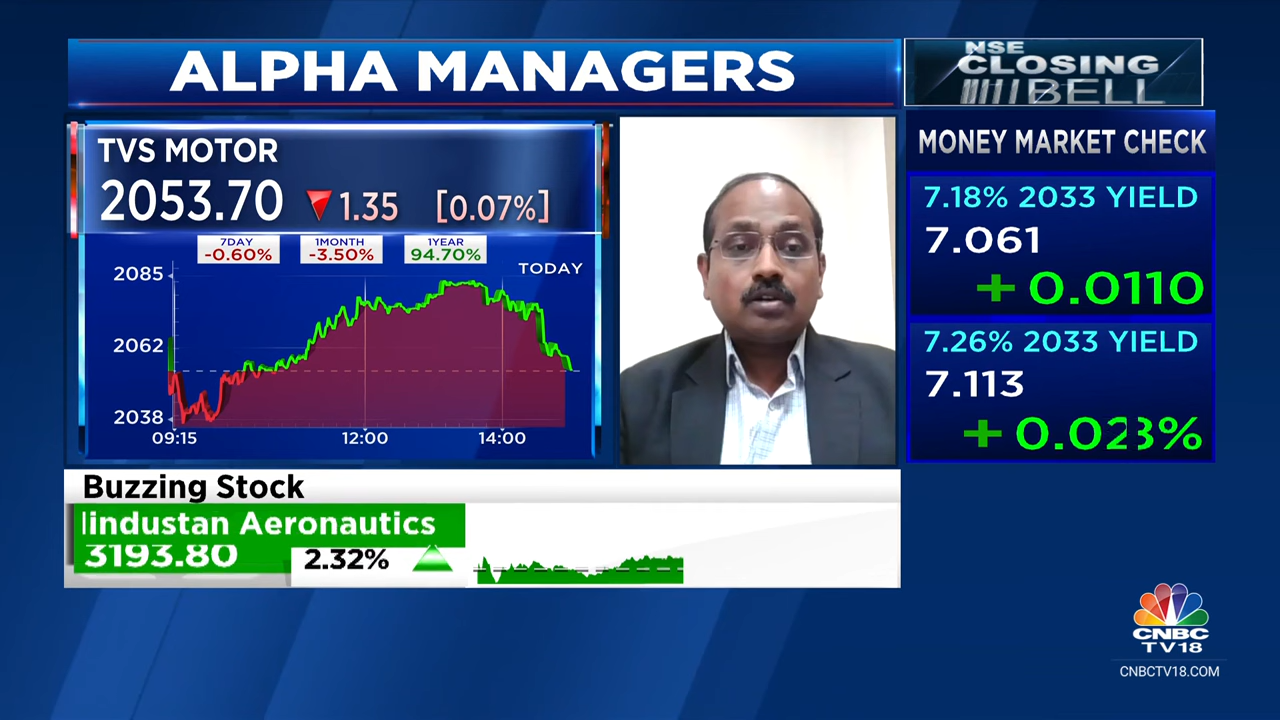 ALPHA MANAGERS
NSE
CLOSING
BELL
TVS MOTOR
2053.70 1.35 [0.07%]
7DAY
-0.60%
1MONTH
-3.50%
1YEAR
94.70%
TODAY
2085
2062
2038
09:15 12:00 14:00
MONEY MARKET CHECK
7.18% 2033 YIELD
7.061
+ 0.0110
7.26% 2033 YIELD
7.113
Buzzing Stock
Hindustan Aeronautics
3193.80 2.32%
CNBC
TV18
CNBCTV18.COM